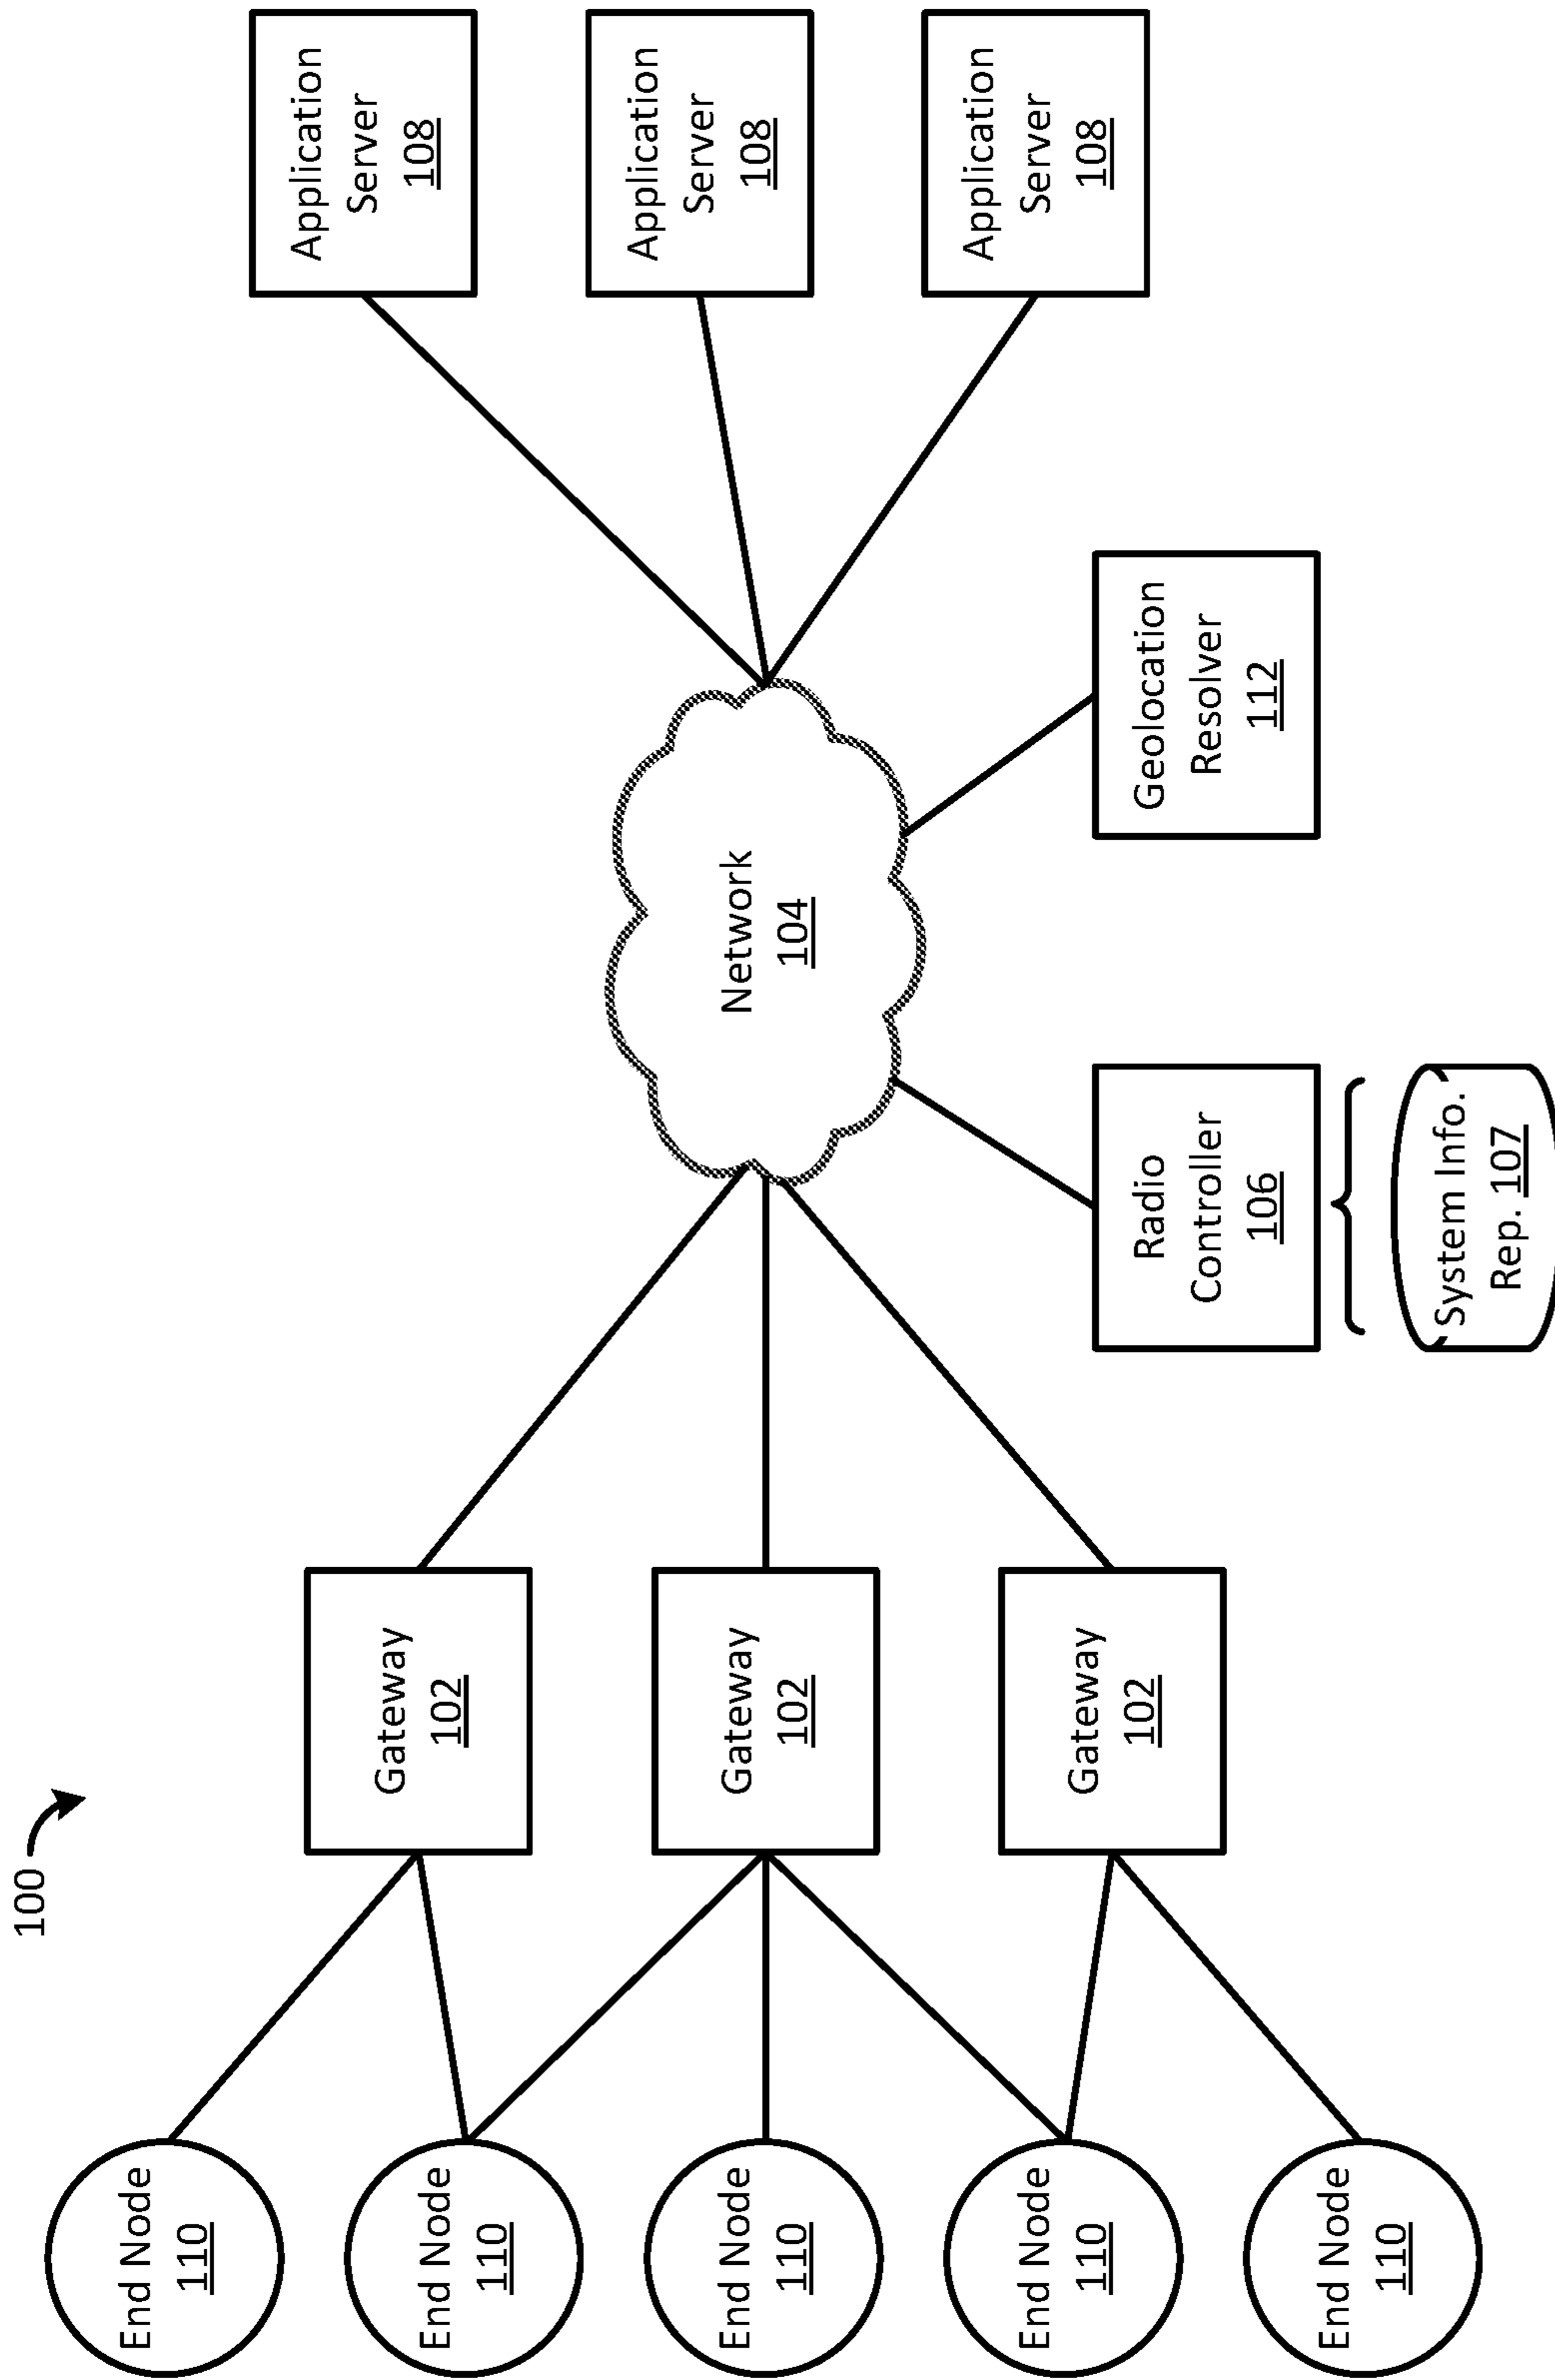 100
End Node
110
End Node
110
End Node
110
End Node
110
End Node
110
Gateway
102
Gateway
102
Gateway
102
Network
104
Radio
Controller
106
System Info.
Rep. 107
Geolocation
Resolver
112
Application
Server
108
Application
Server
108
Application
Server
108